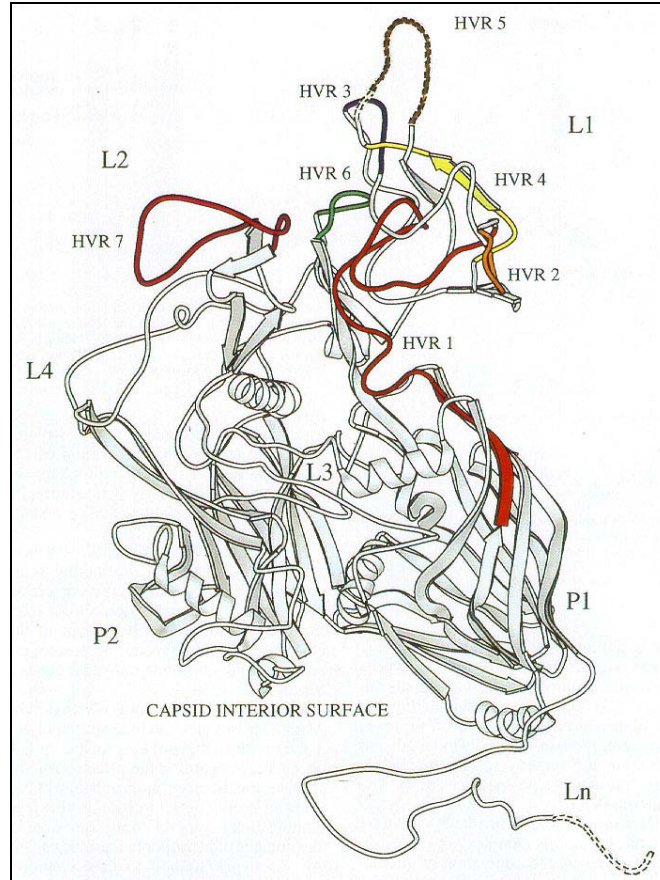 HVR 5
HVR 3
L1
L2
HVR 6
HVR 4
HVR 7
HVR 2
HVR 1
L4
L3
P1
P2
CAPSID INTERIOR SURFACE
Ln